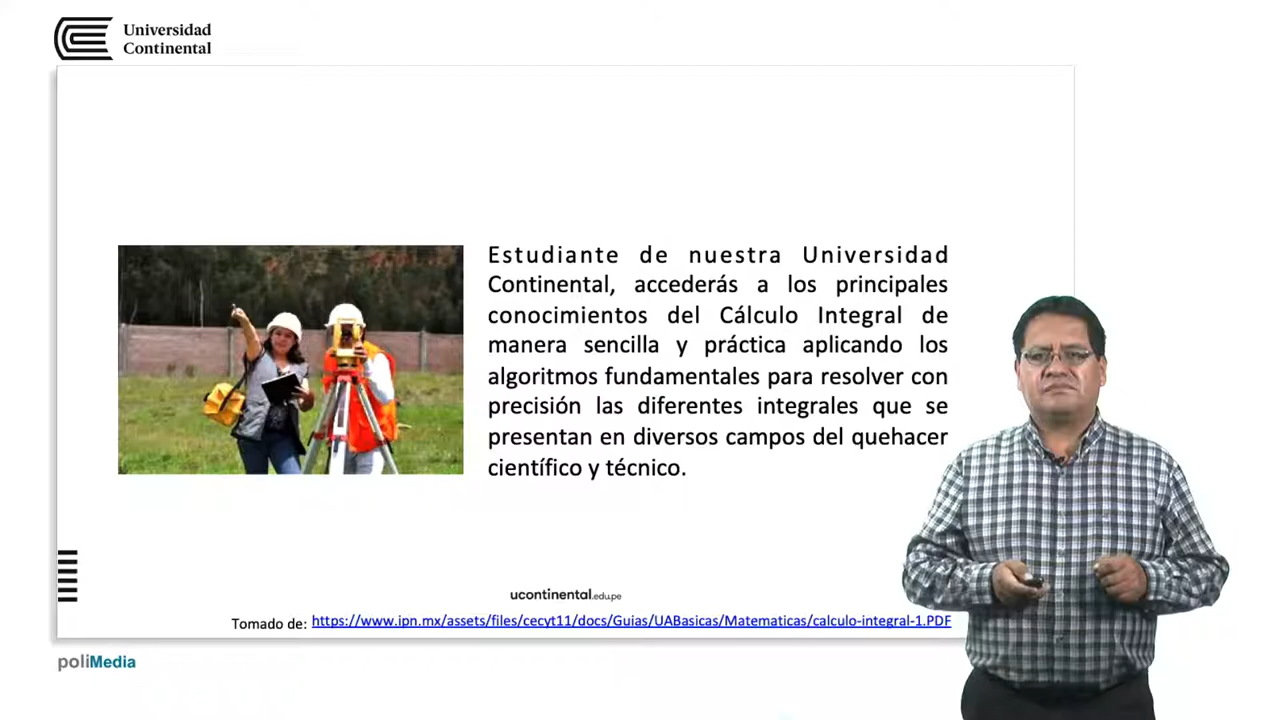 Universidad
Continental
Estudiante de nuestra Universidad
Continental, accederás a los principales
conocimientos del Cálculo Integral de
manera sencilla y práctica aplicando los
algoritmos fundamentales para resolver con
precisión las diferentes integrales que se
presentan en diversos campos del quehacer
científico y técnico.
ucontinental.edu.pe
Tomado de: https://www.ipn.mx/assets/files/cecyt11/docs/Guias/UABasicas/Matematicas/calculo-integral-1.PDF
poliMedia